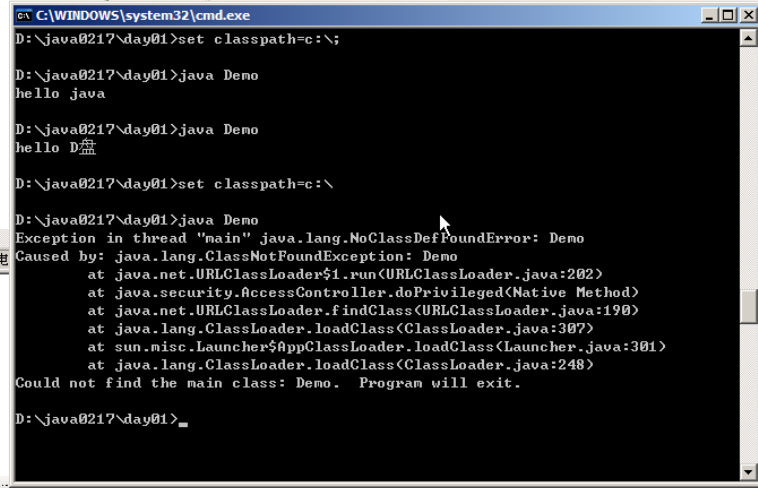 C:\WINDOWS\system32\cmd.exe
D:\java0217\day01>set classpath=c:\;
D:\java0217\day01>java Demo
hello java
D:\java0217\day01>java Demo
hello D盘
D:\java0217\day01>set classpath=c:\
D:\java0217\day01>java Demo
Exception in thread "main" java.lang.NoClassDefFoundError: Demo
Caused by: java.lang.ClassNotFoundException: Demo
at java.net.URLClassLoader$1.run(URLClassLoader.java:202)
at java.security.AccessController.doPrivileged(Native Method)
at java.net.URLClassLoader.findClass(URLClassLoader.java:190)
at java.lang.ClassLoader.loadClass(ClassLoader.java:307)
at sun.misc.Launcher$AppClassLoader.loadClass(Launcher.java:301)
at java.lang.ClassLoader.loadClass(ClassLoader.java:248)
Could not find the main class: Demo.  Program will exit.
D:\java0217\day01>_